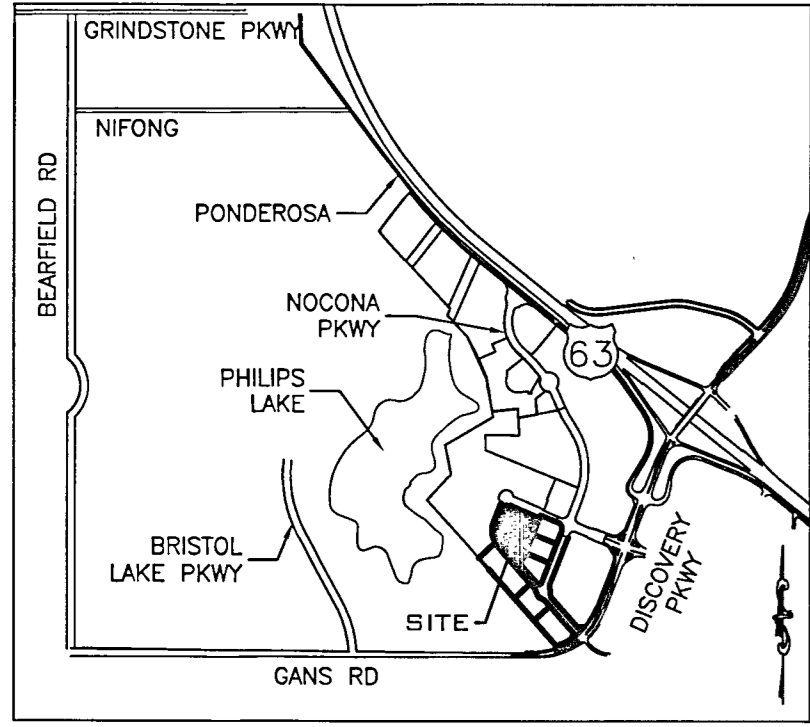 GRINDSTONE PKWY
NIFONG
BEARFIELD RD
PONDEROSA
NOCONA
PKWY
63
PHILIPS
LAKE
BRISTOL
LAKE PKWY
SITE
DISCOVERY
PKWY
GANS RD